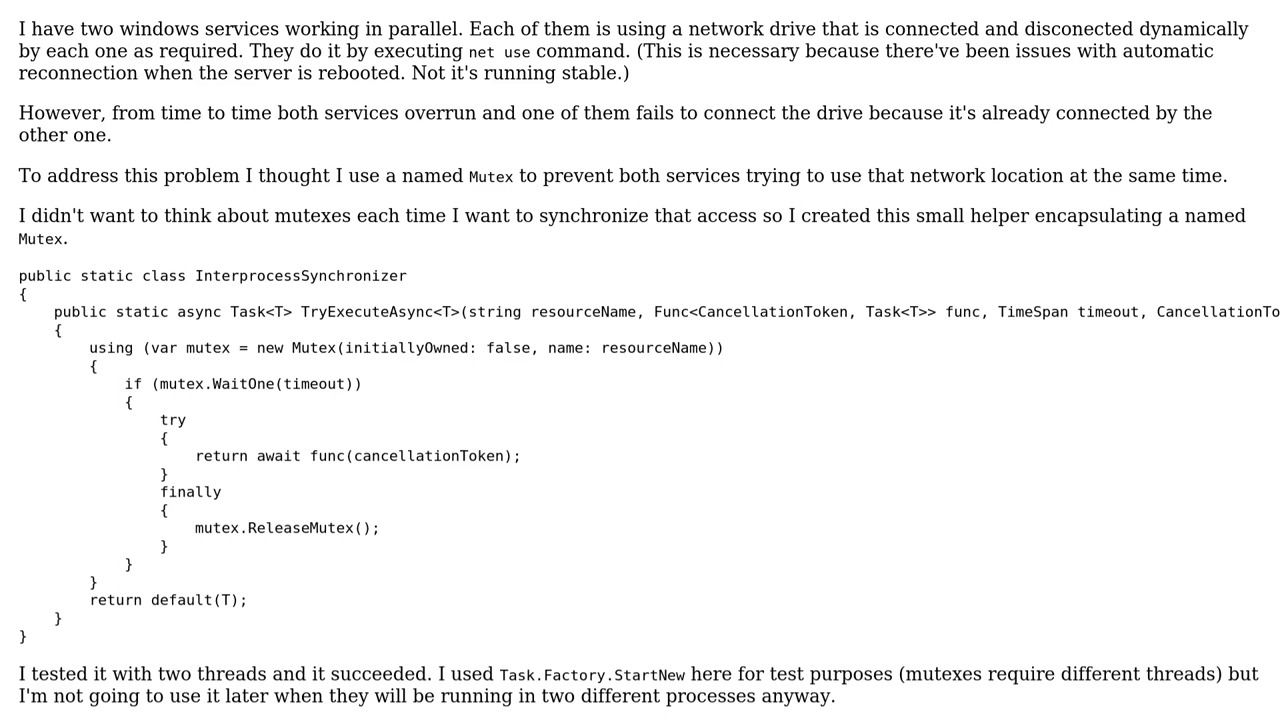 I have two windows services working in parallel. Each of them is using a network drive that is connected and disconected dynamically
by each one as required. They do it by executing net use command. (This is necessary because there've been issues with automatic
reconnection when the server is rebooted. Not it's running stable.)
However, from time to time both services overrun and one of them fails to connect the drive because it's already connected by the
other one.
To address this problem I thought I use a named Mutex to prevent both services trying to use that network location at the same time.
I didn't want to think about mutexes each time I want to synchronize that access so I created this small helper encapsulating a named
Mutex.
public static class InterprocessSynchronizer
{
    public static async Task<T> TryExecuteAsync<T>(string resourceName, Func<CancellationToken, Task<T>> func, TimeSpan timeout, CancellationTo
    {
        using (var mutex = new Mutex(initiallyOwned: false, name: resourceName))
        {
            if (mutex.WaitOne(timeout))
            {
                try
                {
                    return await func(cancellationToken);
                }
                finally
                {
                    mutex.ReleaseMutex();
                }
            }
        }
        return default(T);
    }
}
I tested it with two threads and it succeeded. I used Task.Factory.StartNew here for test purposes (mutexes require different threads) but
I'm not going to use it later when they will be running in two different processes anyway.